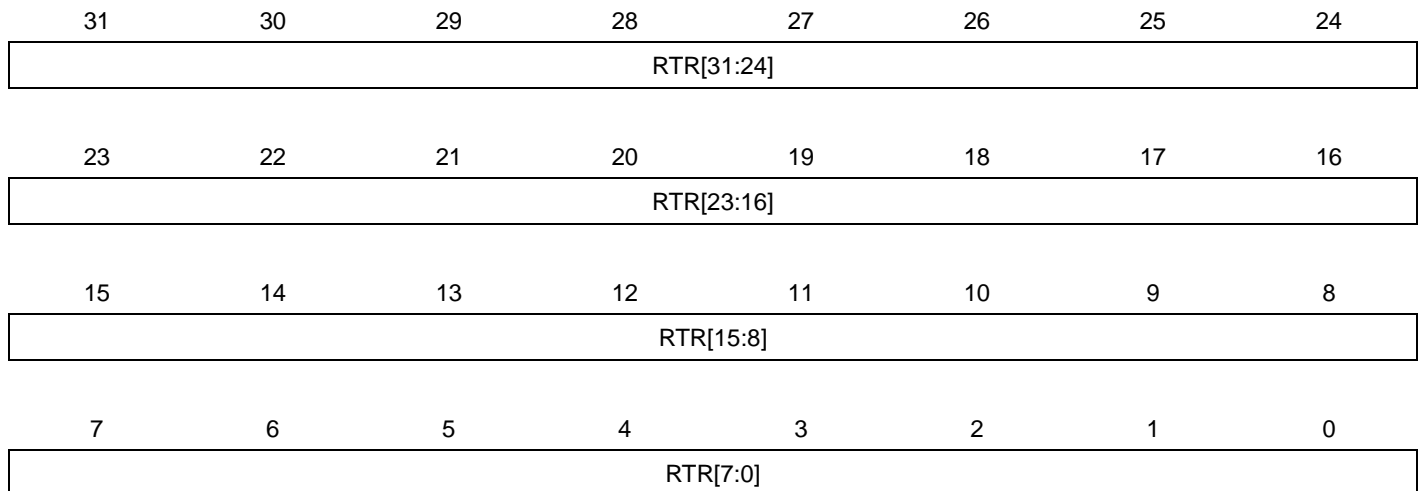 31 30 29 28 27 26 25 24
RTR[31:24]
23 22 21 20 19 18 17 16
RTR[23:16]
15 14 13 12 11 10 9 8
RTR[15:8]
7 6 5 4 3 2 1 0
RTR[7:0]